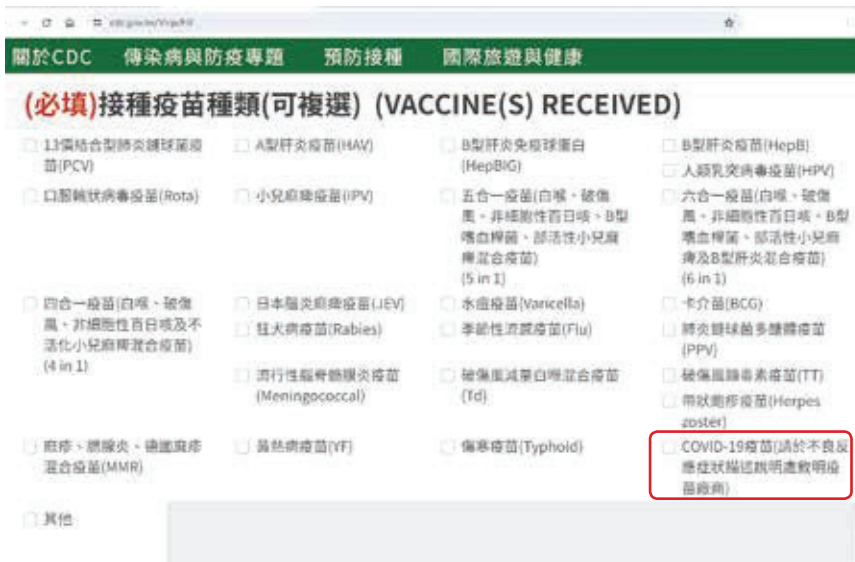 關於CDC 傳染病與防疫專題 預防接種 國際旅遊與健康
(必填)接種疫苗種類(可複選) (VACCINE(S) RECEIVED)
13價結合型肺炎鏈球菌疫
苗(PCV)
A型肝炎疫苗(HAV)
B型肝炎免疫球蛋白
(HepBIG)
B型肝炎疫苗(HepB)
人類乳突病毒疫苗(HPV)
口服輪狀病毒疫苗(Rota)
小兒麻痺疫苗(IPV)
五合一疫苗(白喉、破傷
風、非細胞性百日咳、B型
嗜血桿菌、部活性小兒麻
痺混合疫苗)
(5 in 1)
六合一疫苗(白喉、破傷
風、非細胞性百日咳、B型
嗜血桿菌、部活性小兒麻
痺及B型肝炎混合疫苗)
(6 in 1)
四合一疫苗(白喉、破傷
風、非細胞性百日咳及不
活化小兒麻痺混合疫苗)
(4 in 1)
日本腦炎麻痺疫苗(JEV)
狂犬病疫苗(Rabies)
水痘疫苗(Varicella)
季節性流感疫苗(Flu)
卡介苗(BCG)
肺炎鏈球菌多醣體疫苗
(PPV)
流行性腦脊髓膜炎疫苗
(Meningococcal)
破傷風減量白喉混合疫苗
(Td)
破傷風類毒素疫苗(TT)
帶狀皰疹疫苗(Herpes
zoster)
麻疹、腮腺炎、德國麻疹
混合疫苗(MMR)
黃熱病疫苗(YF)
傷寒疫苗(Typhoid)
COVID-19疫苗(請於不良反
應症狀描述說明處敘明疫
苗廠商)
其他